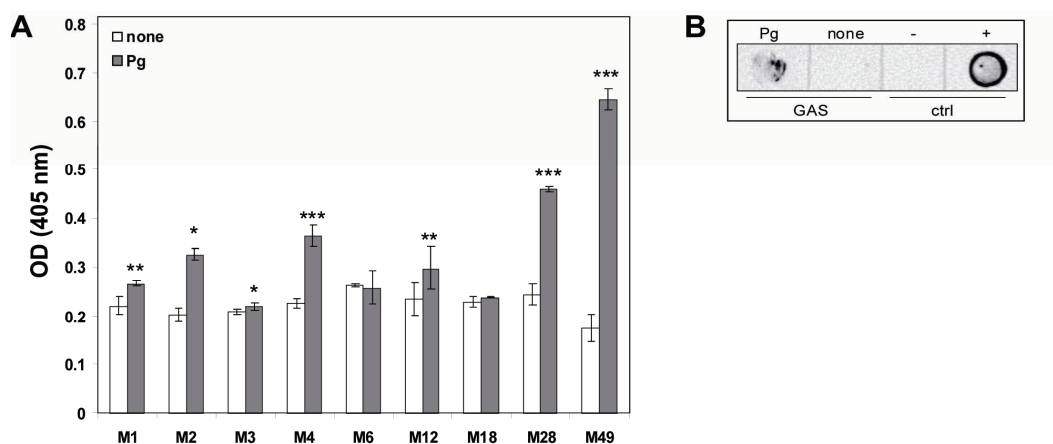 A
OD (405 nm)
0.8
0.7
0.6
0.5
0.4
0.3
0.2
0.1
0
none
Pg
**
*
*
***
**
***
***
M1 M2 M3 M4 M6 M12 M18 M28 M49
B
Pg none - +
GAS ctrl